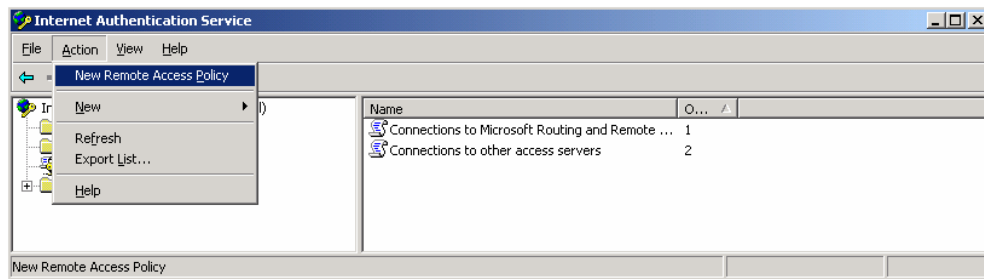 Internet Authentication Service
File Action View Help
New Remote Access Policy
New
Refresh
Export List...
Help
In l)
Name O...
Connections to Microsoft Routing and Remote ... 1
Connections to other access servers 2
New Remote Access Policy